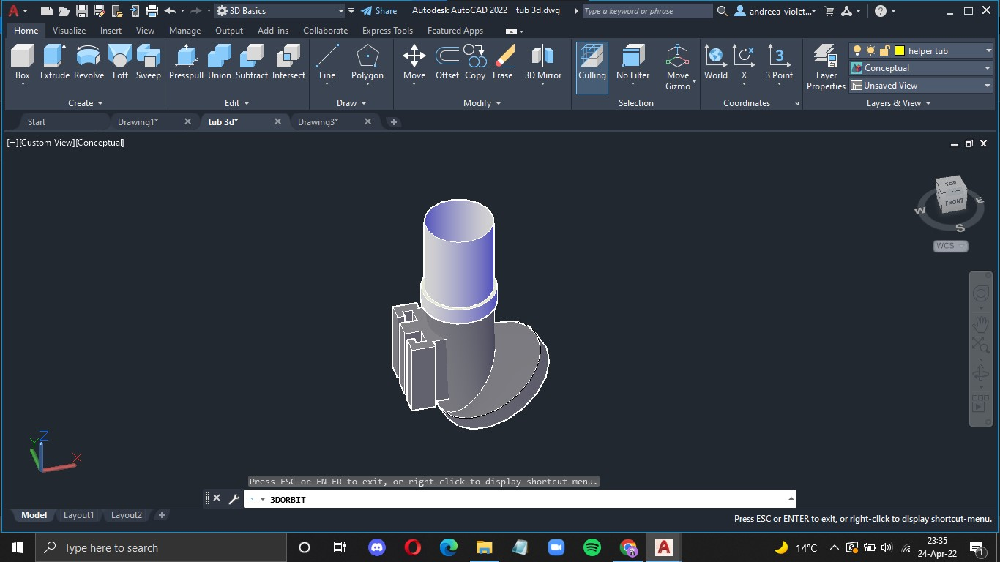 A 3D Basics Share Autodesk AutoCAD 2022 tub 3d.dwg Type a keyword or phrase andreea-violet... ?
Home Visualize Insert View Manage Output Add-ins Collaborate Express Tools Featured Apps
Box Extrude Revolve Loft Sweep Presspull Union Subtract Intersect Line Polygon Move Offset Copy Erase 3D Mirror Culling No Filter Move Gizmo World X 3 3 Point Layer Properties
helper tub
Conceptual
Unsaved View
Create Edit Draw Modify Selection Coordinates Layers & View
Start Drawing1* tub 3d* Drawing3*
[−][Custom View][Conceptual]
TOP
FRONT
W E
S
WCS
Z
Y X
Press ESC or ENTER to exit, or right-click to display shortcut-menu.
3DORBIT
Model Layout1 Layout2 +
Press ESC or ENTER to exit, or right-click to display shortcut-menu.
Type here to search
A
14°C
23:35
24-Apr-22
1